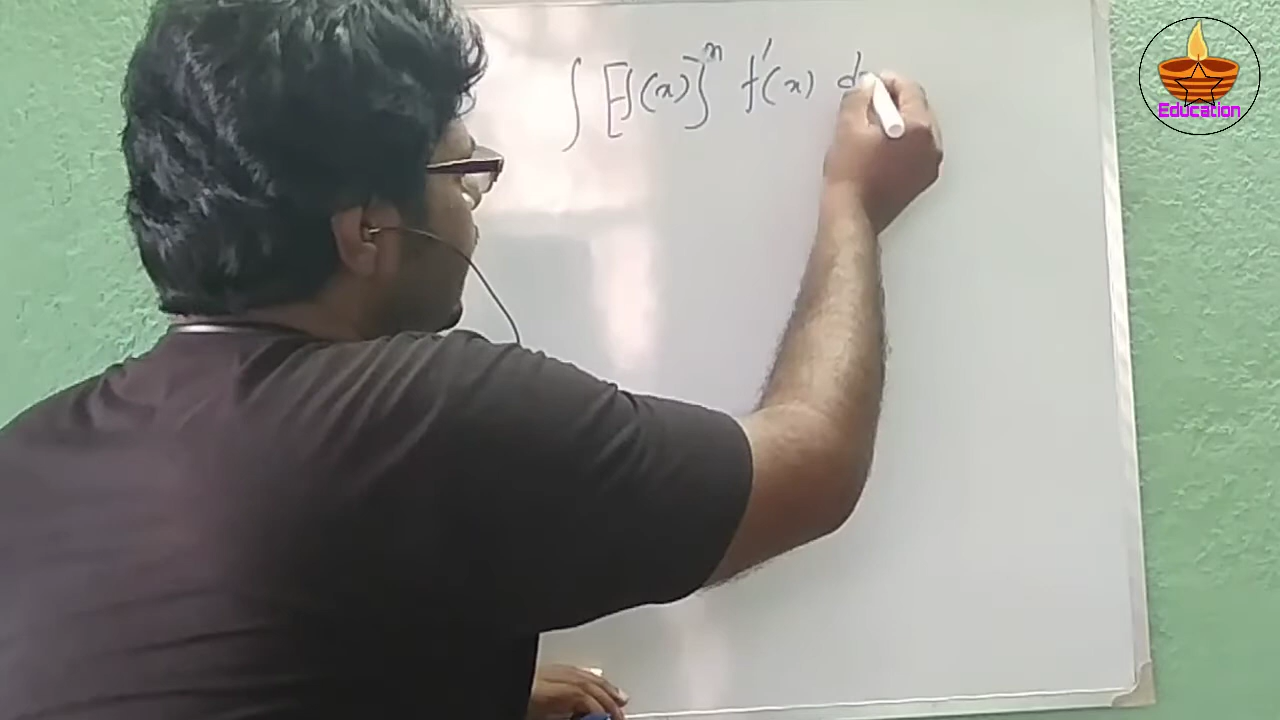 ∫ [f(x)]ⁿ f'(x) d
Education